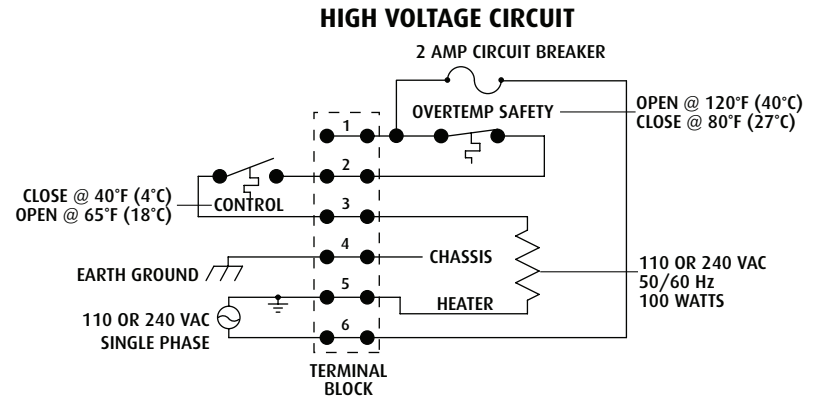 HIGH VOLTAGE CIRCUIT
2 AMP CIRCUIT BREAKER
OVERTEMP SAFETY
OPEN @ 120°F (40°C)
CLOSE @ 80°F (27°C)
1
2
CLOSE @ 40°F (4°C)
OPEN @ 65°F (18°C)
CONTROL
3
4
CHASSIS
EARTH GROUND
110 OR 240 VAC
50/60 Hz
100 WATTS
5
HEATER
110 OR 240 VAC
SINGLE PHASE
6
TERMINAL
BLOCK